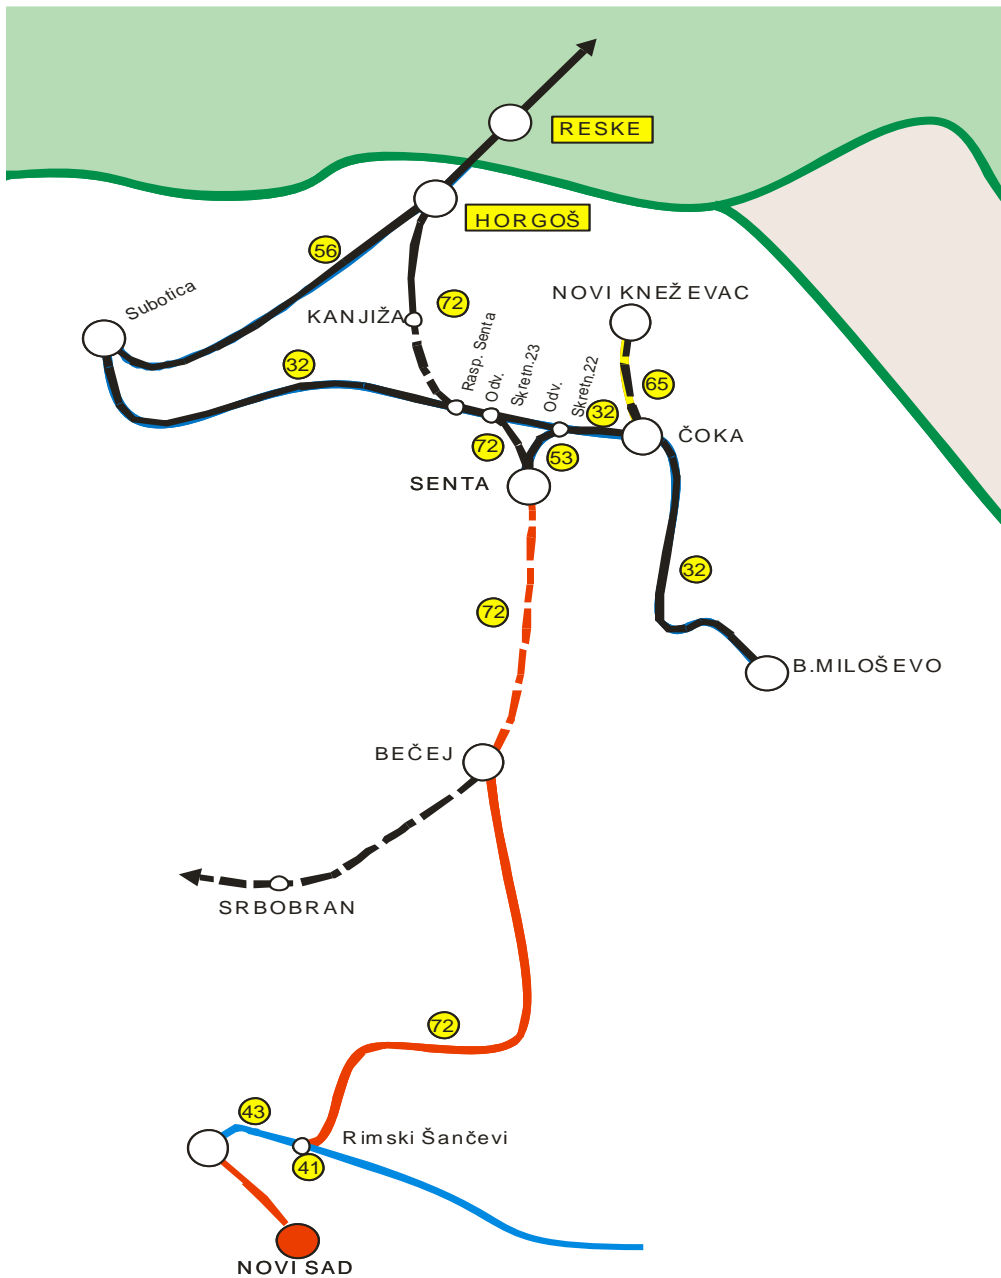 RESKE
HORGOŠ
56
Subotica
KANJIŽA
72
NOVI KNEŽEVAC
Rasp. Senta
Odv.
Skretn.23
Odv.
Skretn.22
32
65
32
ČOKA
72
53
SENTA
32
72
B.MILOŠEVO
BEČEJ
SRBOBRAN
72
43
Rimski Šančevi
41
NOVI SAD